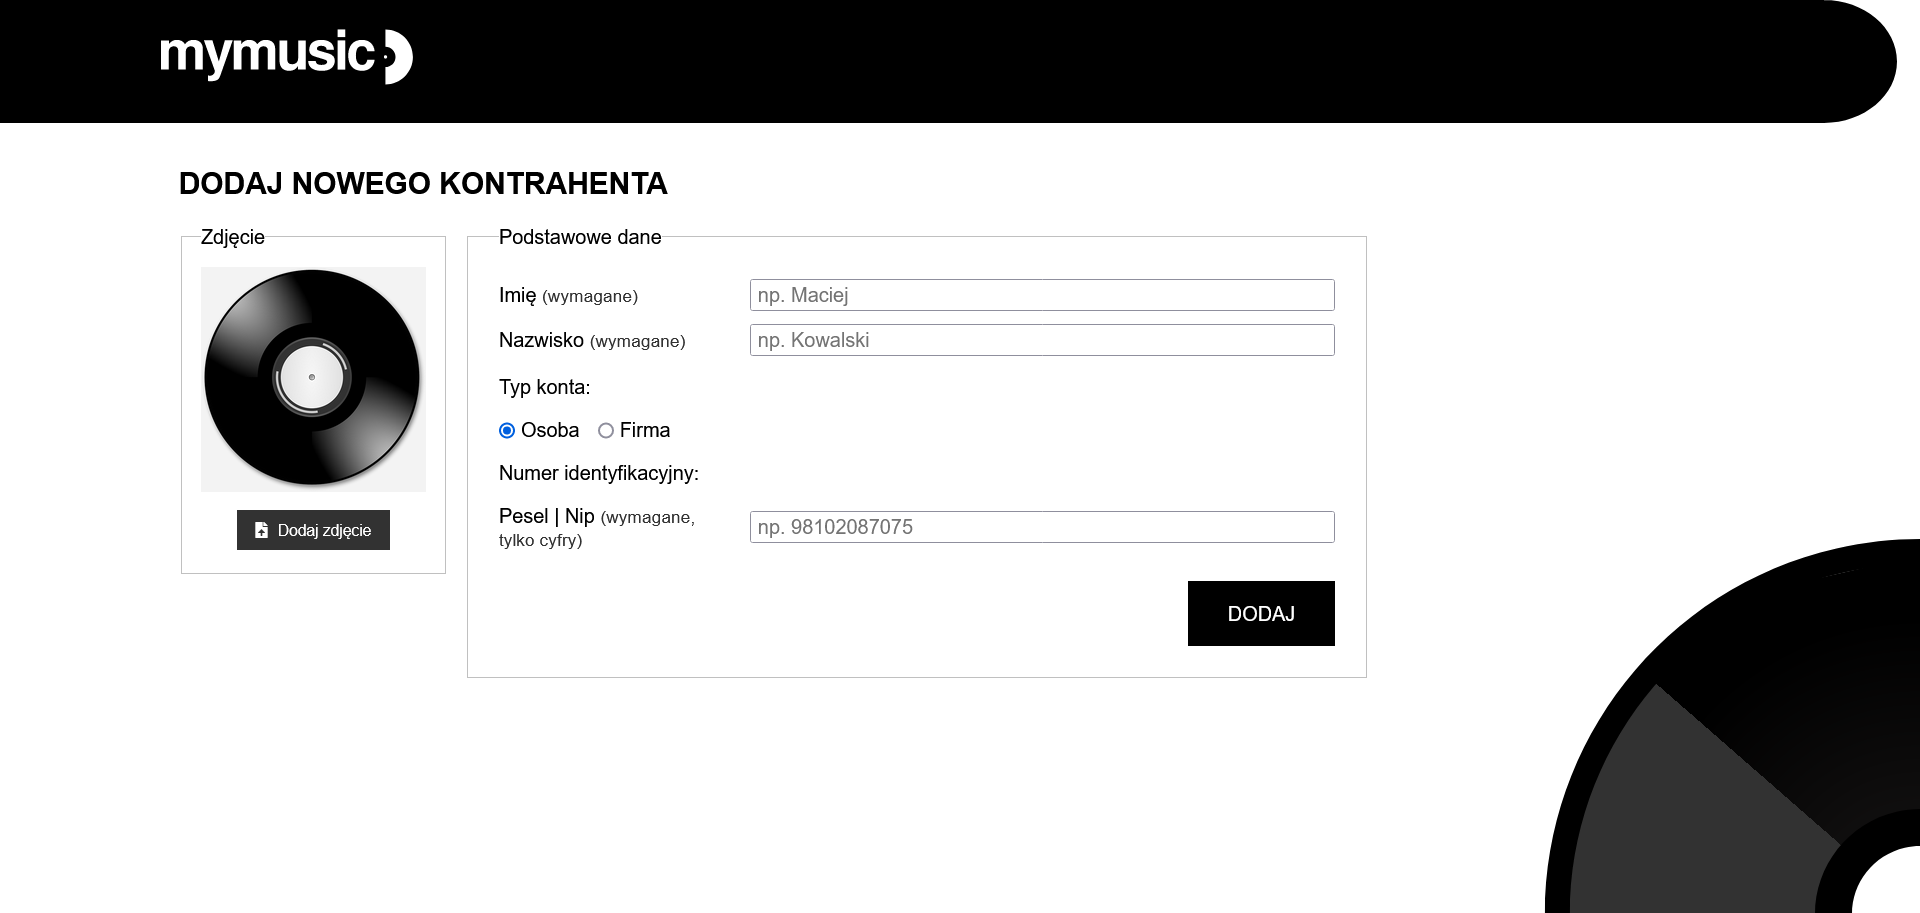 mymusic
DODAJ NOWEGO KONTRAHENTA
Zdjęcie
Dodaj zdjęcie
Podstawowe dane
Imię (wymagane)
np. Maciej
Nazwisko (wymagane)
np. Kowalski
Typ konta:
Osoba Firma
Numer identyfikacyjny:
Pesel | Nip (wymagane,
tylko cyfry)
np. 98102087075
DODAJ